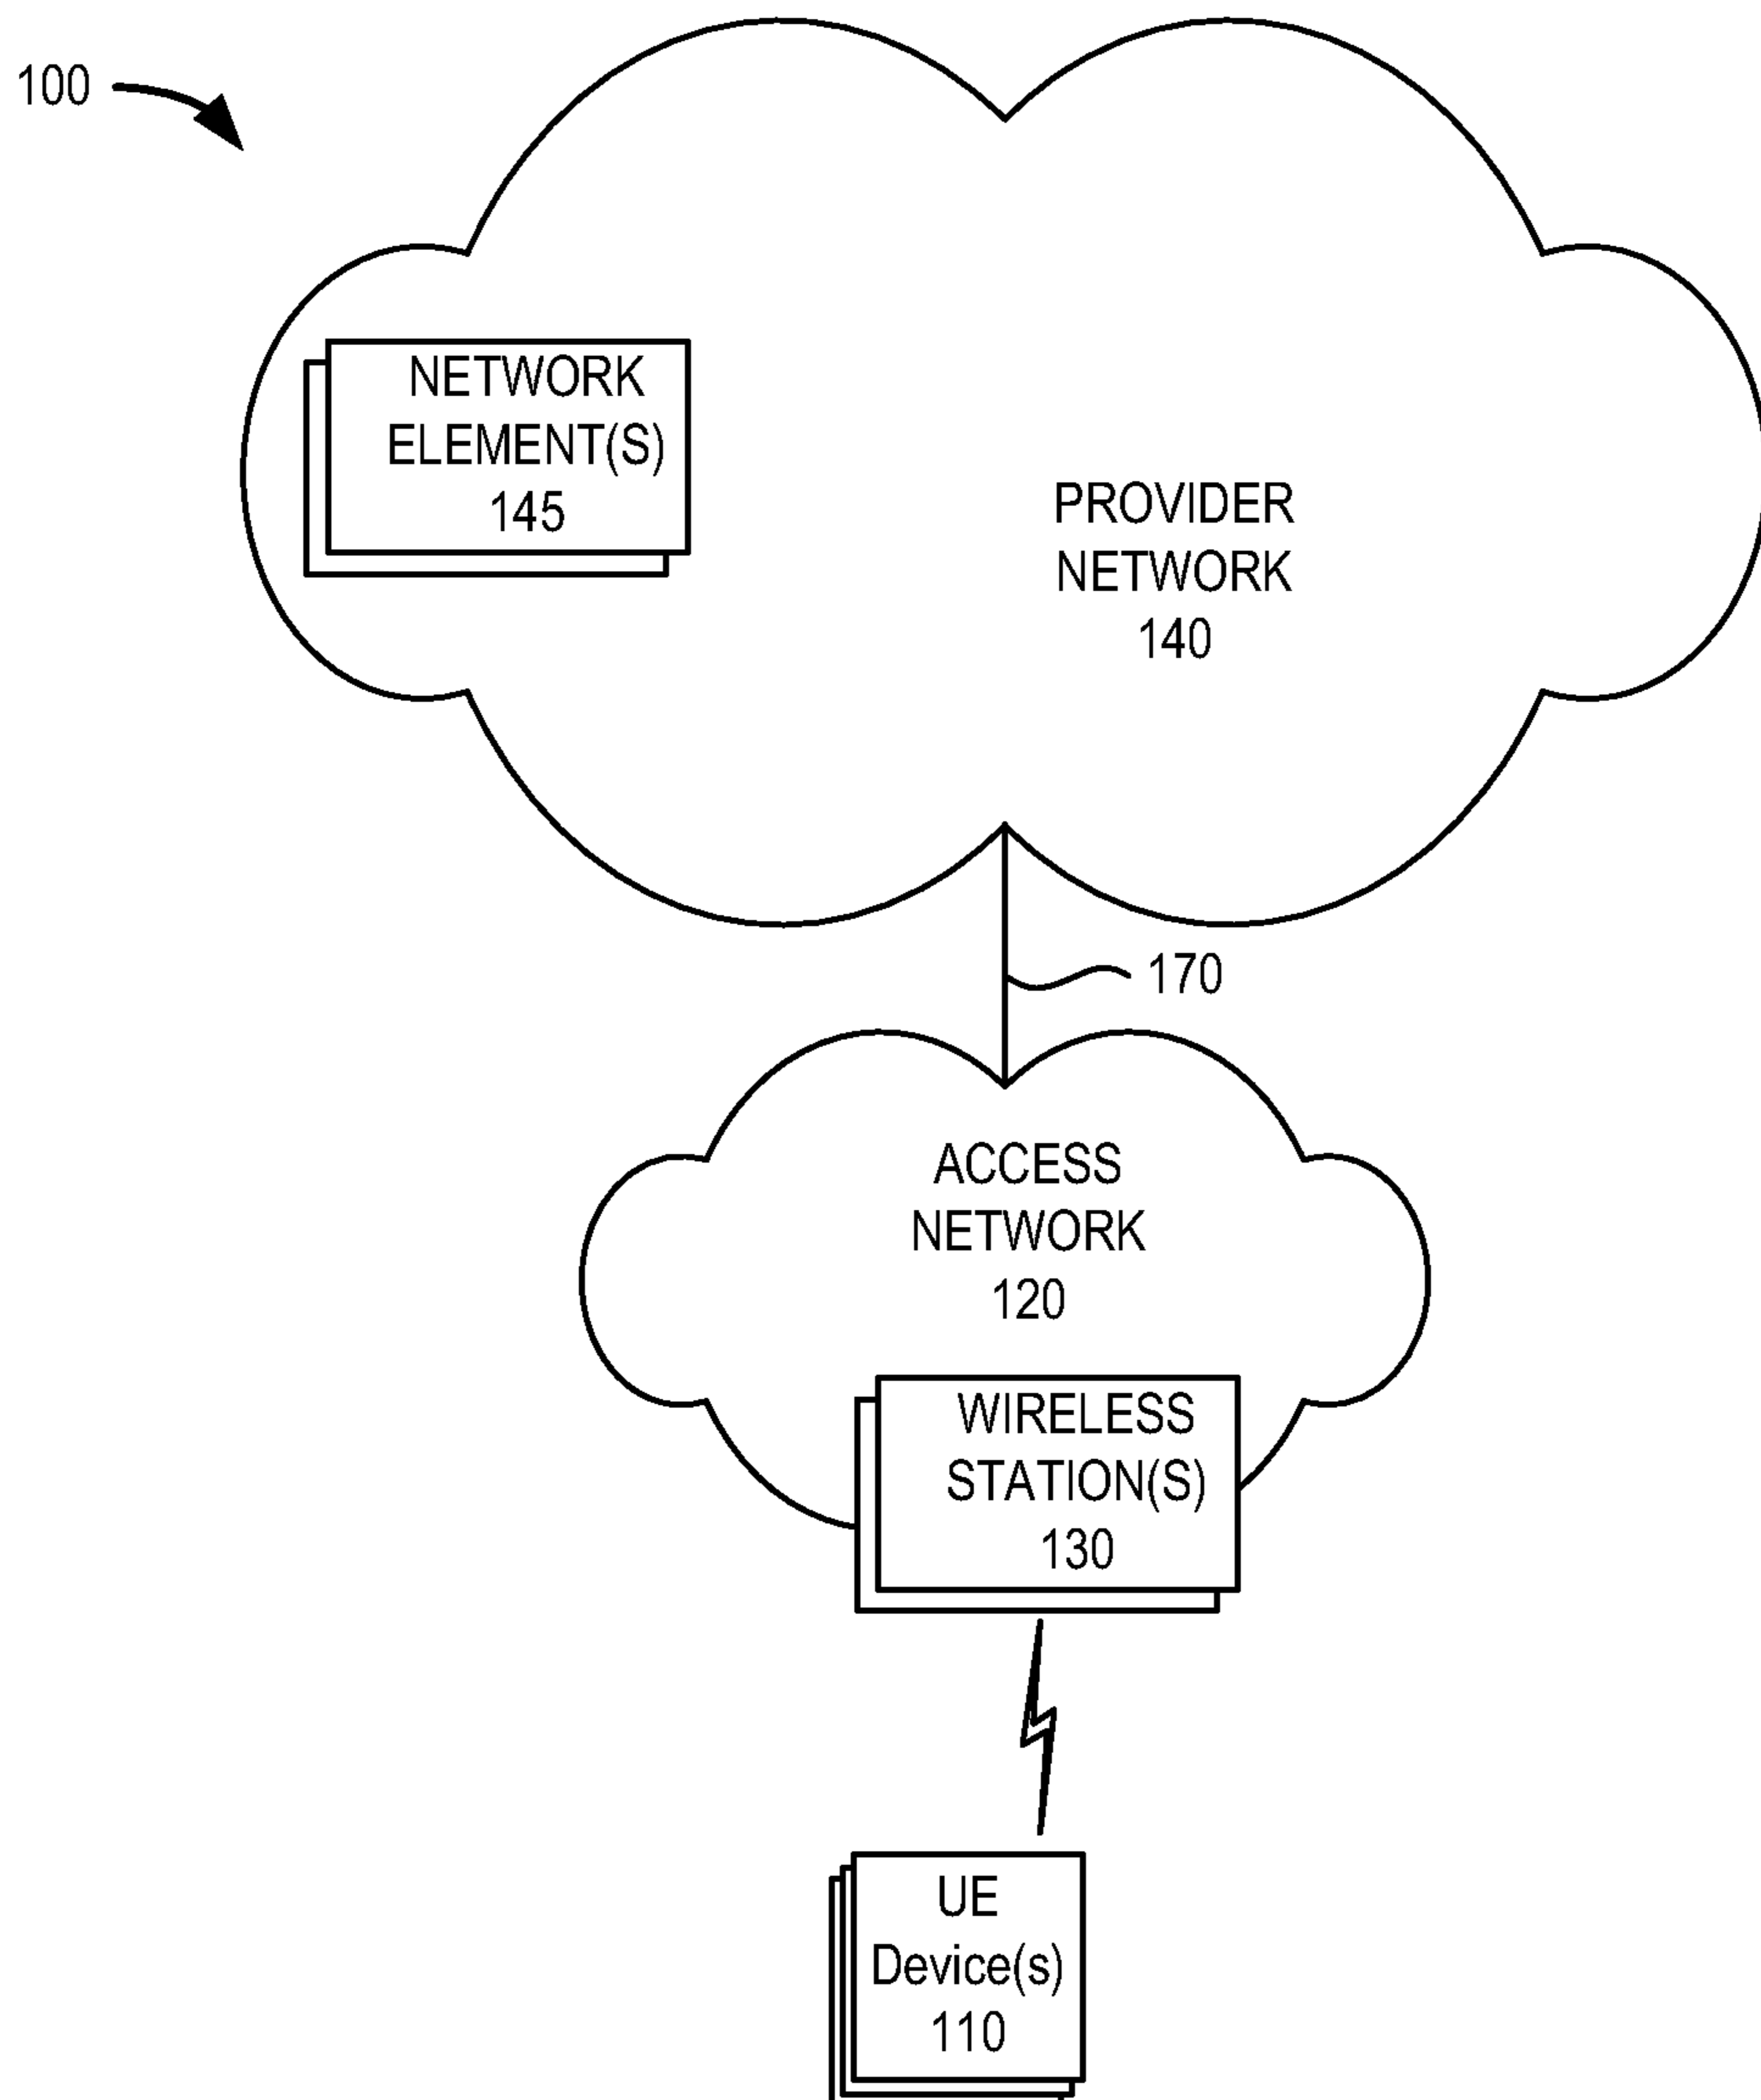 100
NETWORK
ELEMENT(S)
145
PROVIDER
NETWORK
140
170
ACCESS
NETWORK
120
WIRELESS
STATION(S)
130
UE
Device(s)
110